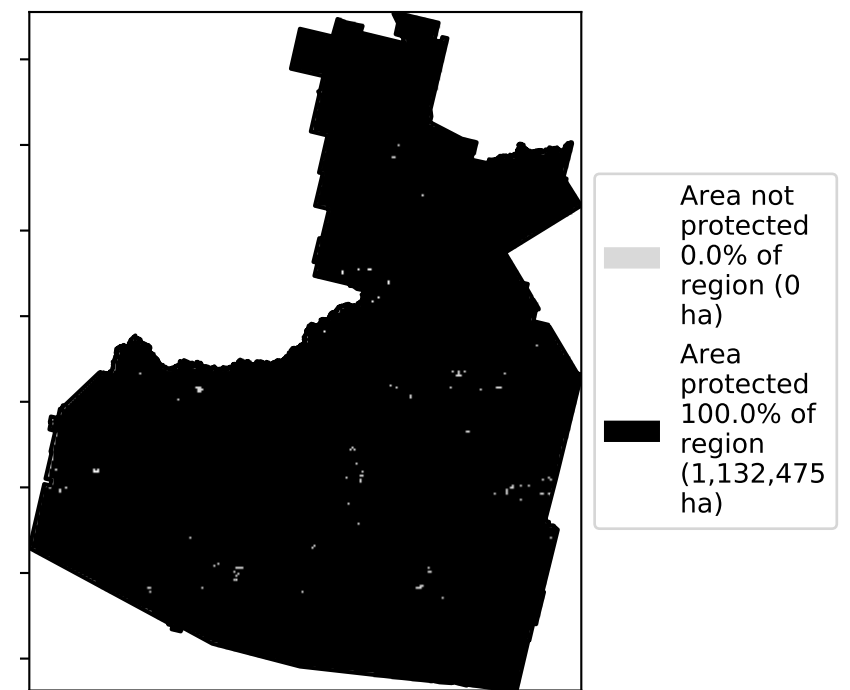 Area not
protected
0.0% of
region (0
ha)
Area
protected
100.0% of
region
(1,132,475
ha)